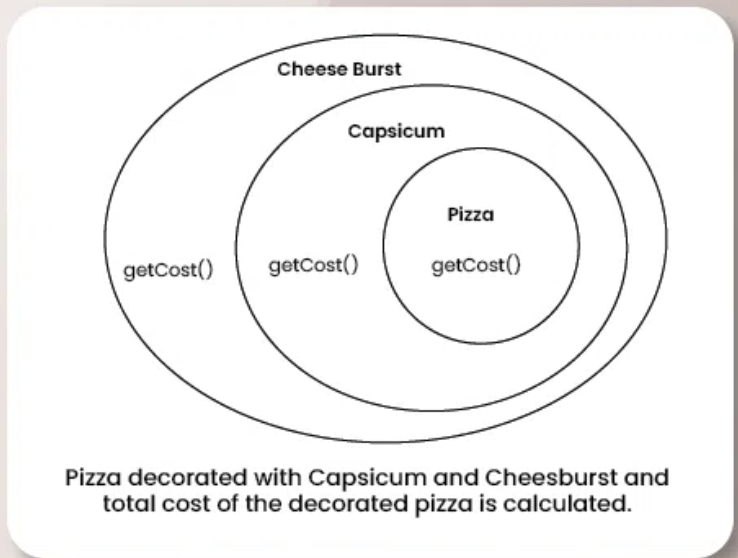 Cheese Burst
Capsicum
Pizza
getCost() getCost() getCost()
Pizza decorated with Capsicum and Cheesburst and
total cost of the decorated pizza is calculated.